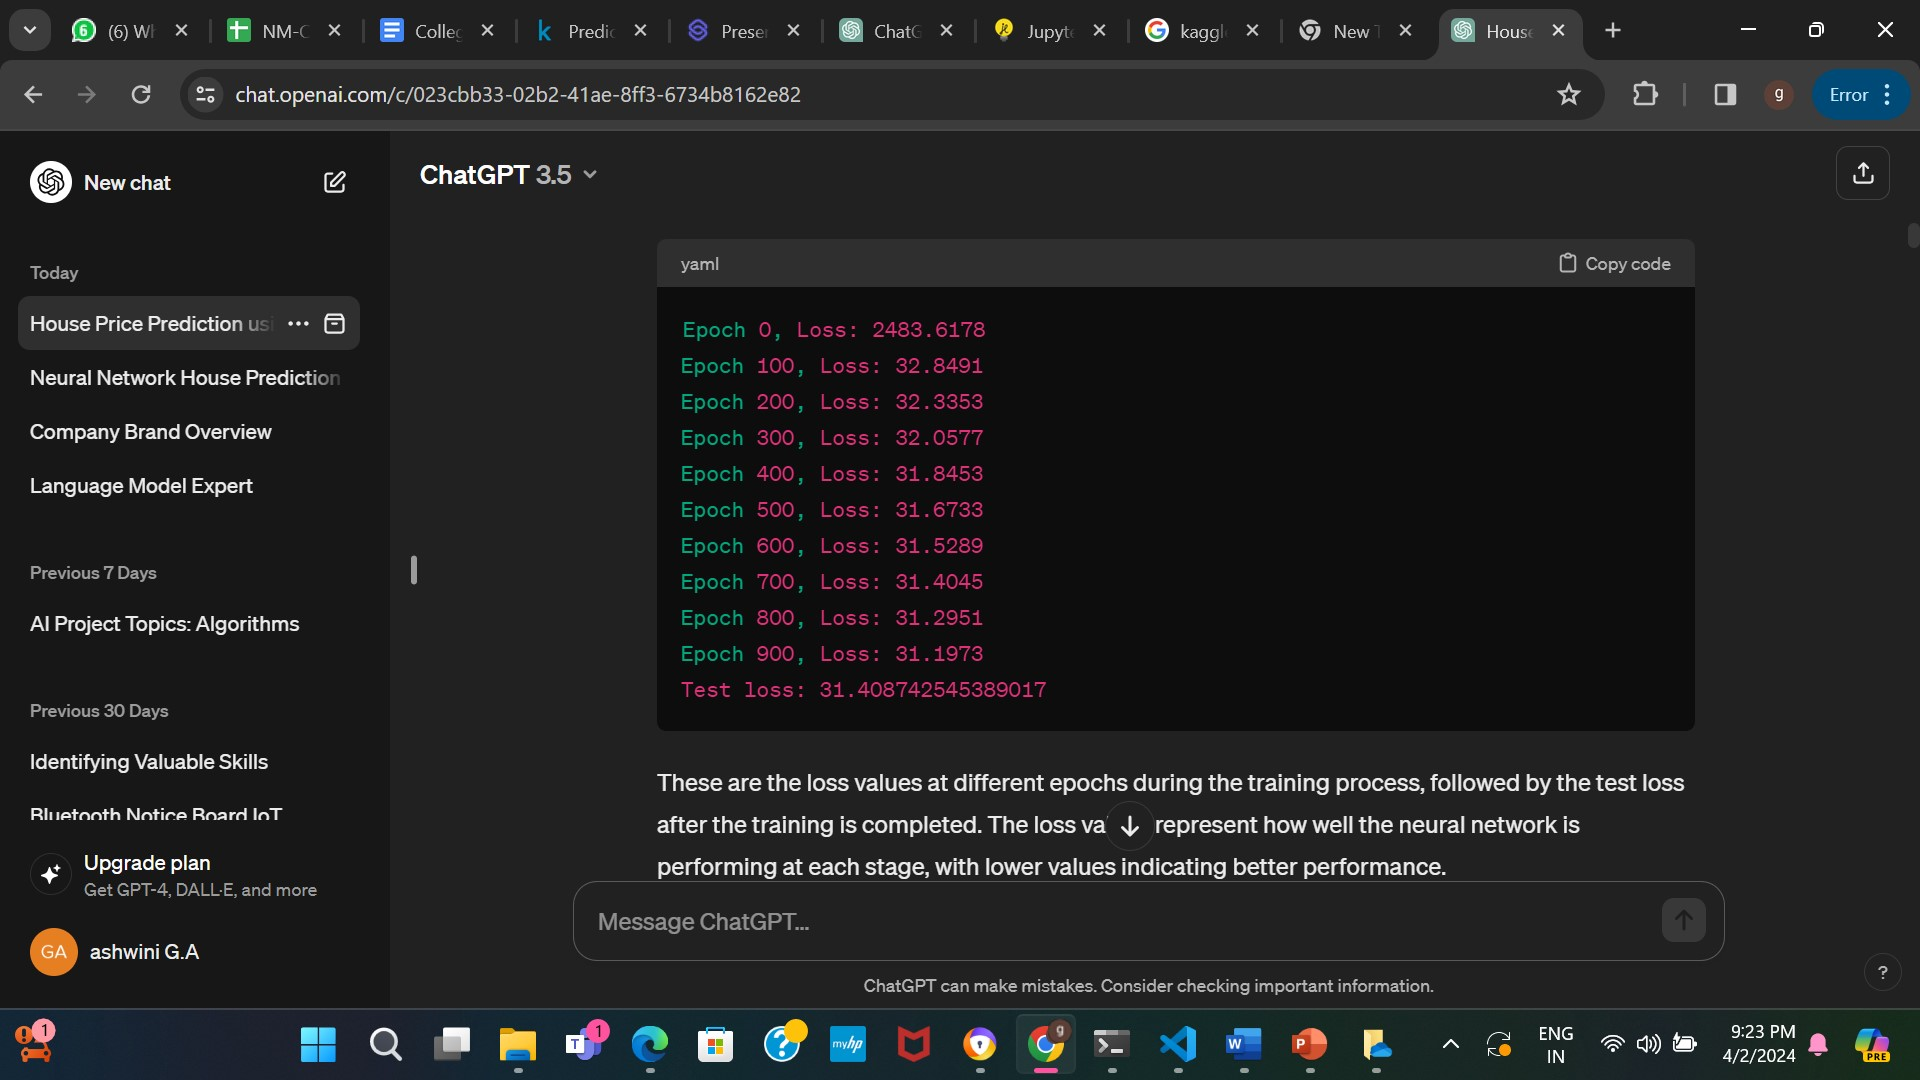 (6) W
NM-C
Colleg
Predic
Prese
ChatG
Jupyte
kaggl
New T
House
chat.openai.com/c/023cbb33-02b2-41ae-8ff3-6734b8162e82
g
Error
New chat
ChatGPT 3.5
Today
House Price Prediction usi
Neural Network House Prediction
Company Brand Overview
Language Model Expert
Previous 7 Days
AI Project Topics: Algorithms
Previous 30 Days
Identifying Valuable Skills
Bluetooth Notice Board IoT
Upgrade plan
Get GPT-4, DALL·E, and more
GA
ashwini G.A
yaml
Copy code
Epoch 0, Loss: 2483.6178
Epoch 100, Loss: 32.8491
Epoch 200, Loss: 32.3353
Epoch 300, Loss: 32.0577
Epoch 400, Loss: 31.8453
Epoch 500, Loss: 31.6733
Epoch 600, Loss: 31.5289
Epoch 700, Loss: 31.4045
Epoch 800, Loss: 31.2951
Epoch 900, Loss: 31.1973
Test loss: 31.408742545389017
These are the loss values at different epochs during the training process, followed by the test loss
after the training is completed. The loss va represent how well the neural network is
performing at each stage, with lower values indicating better performance.
Message ChatGPT...
ChatGPT can make mistakes. Consider checking important information.
?
1
1
myhp
g
ENG
IN
9:23 PM
4/2/2024
PRE